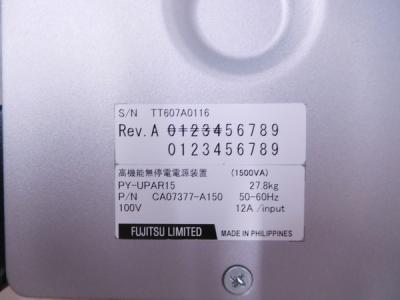 S/N TT607A0116
Rev. A 0123456789
0123456789
高機能無停電電源装置 (1500VA)
PY-UPAR15 27.8kg
P/N CA07377-A150 50-60Hz
100V 12A /input
FUJITSU LIMITED MADE IN PHILIPPINES